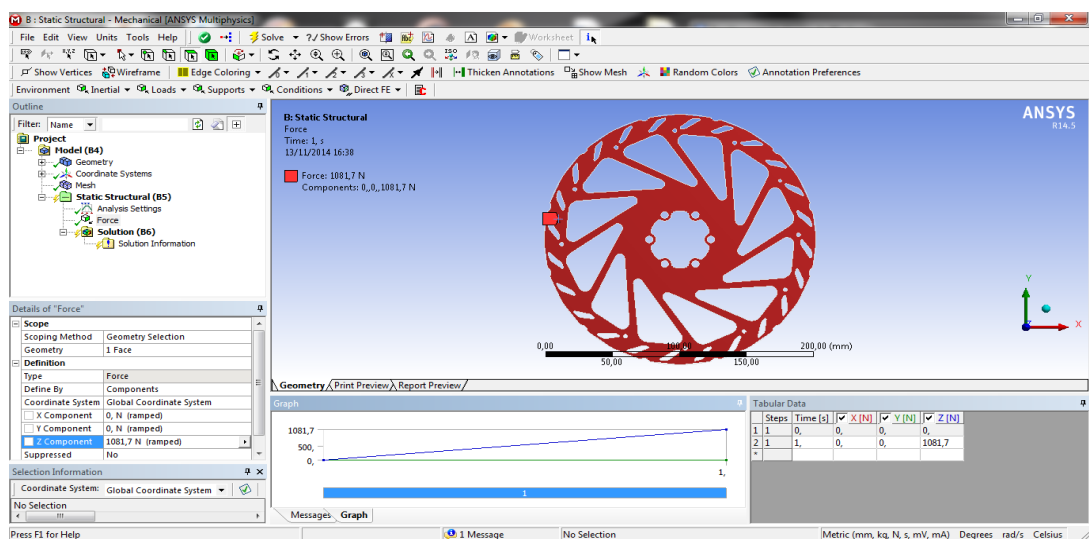 B : Static Structural - Mechanical [ANSYS Multiphysics]
File Edit View Units Tools Help Solve ?/ Show Errors Worksheet
Show Vertices Wireframe Edge Coloring Thicken Annotations Show Mesh Random Colors Annotation Preferences
Environment Inertial Loads Supports Conditions Direct FE
Outline
Filter: Name
Project
Model (B4)
Geometry
Coordinate Systems
Mesh
Static Structural (B5)
Analysis Settings
Force
Solution (B6)
Solution Information
B: Static Structural
Force
Time: 1, s
13/11/2014 16:38
Force: 1081,7 N
Components: 0,,0,,1081,7 N
ANSYS
R14.5
Y
X
0,00 100,00 200,00 (mm)
50,00 150,00
Geometry Print Preview Report Preview
Details of "Force"
Scope
Scoping Method Geometry Selection
Geometry 1 Face
Definition
Type Force
Define By Components
Coordinate System Global Coordinate System
X Component 0, N (ramped)
Y Component 0, N (ramped)
Z Component 1081,7 N (ramped)
Suppressed No
Selection Information
Coordinate System: Global Coordinate System
No Selection
Graph
1081,7
500,
0,
1,
1
Messages Graph
Tabular Data
Steps Time [s] X [N] Y [N] Z [N]
1 1 0, 0, 0, 0,
2 1 1, 0, 0, 1081,7
*
Press F1 for Help 1 Message No Selection Metric (mm, kg, N, s, mV, mA) Degrees rad/s Celsius